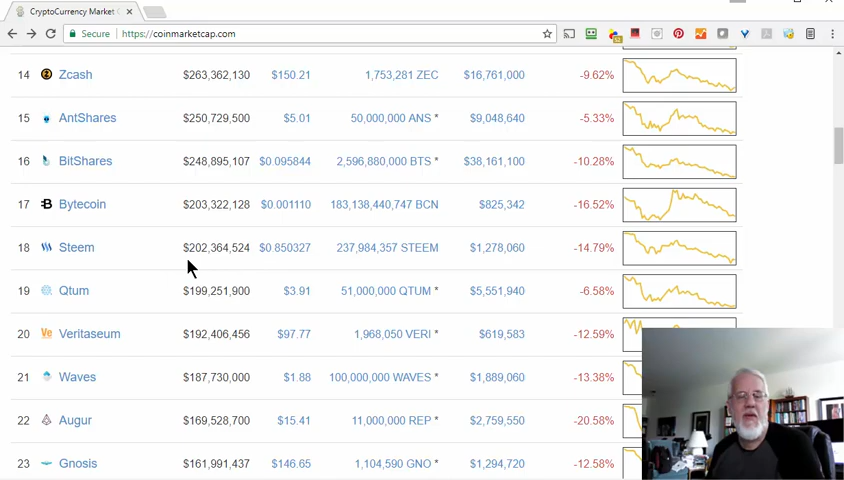 CryptoCurrency Market C
Secure https://coinmarketcap.com
14 Zcash $263,362,130 $150.21 1,753,281 ZEC $16,761,000 -9.62%
15 AntShares $250,729,500 $5.01 50,000,000 ANS * $9,048,640 -5.33%
16 BitShares $248,895,107 $0.095844 2,596,880,000 BTS * $38,161,100 -10.28%
17 Bytecoin $203,322,128 $0.001110 183,138,440,747 BCN $825,342 -16.52%
18 Steem $202,364,524 $0.850327 237,984,357 STEEM $1,278,060 -14.79%
19 Qtum $199,251,900 $3.91 51,000,000 QTUM * $5,551,940 -6.58%
20 Ve Veritaseum $192,406,456 $97.77 1,968,050 VERI * $619,583 -12.59%
21 Waves $187,730,000 $1.88 100,000,000 WAVES * $1,889,060 -13.38%
22 Augur $169,528,700 $15.41 11,000,000 REP * $2,759,550 -20.58%
23 Gnosis $161,991,437 $146.65 1,104,590 GNO * $1,294,720 -12.58%